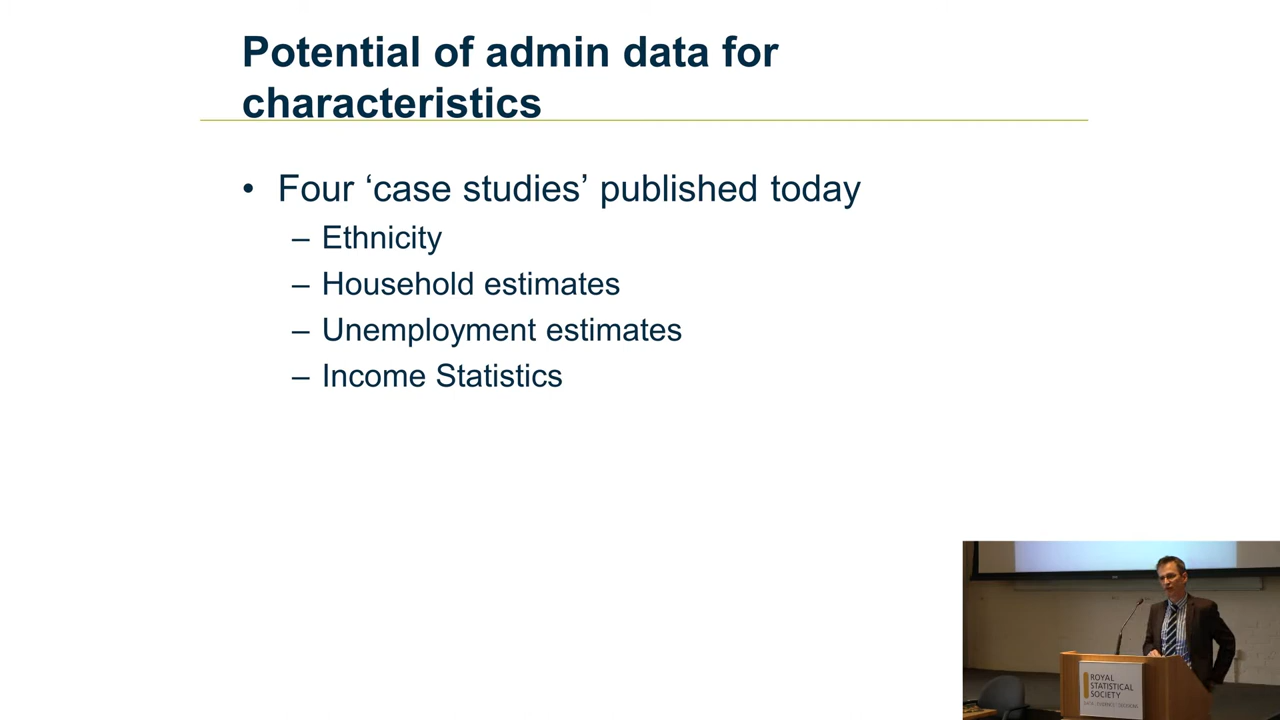 Potential of admin data for
characteristics
• Four ‘case studies’ published today
– Ethnicity
– Household estimates
– Unemployment estimates
– Income Statistics
ROYAL
STATISTICAL
SOCIETY